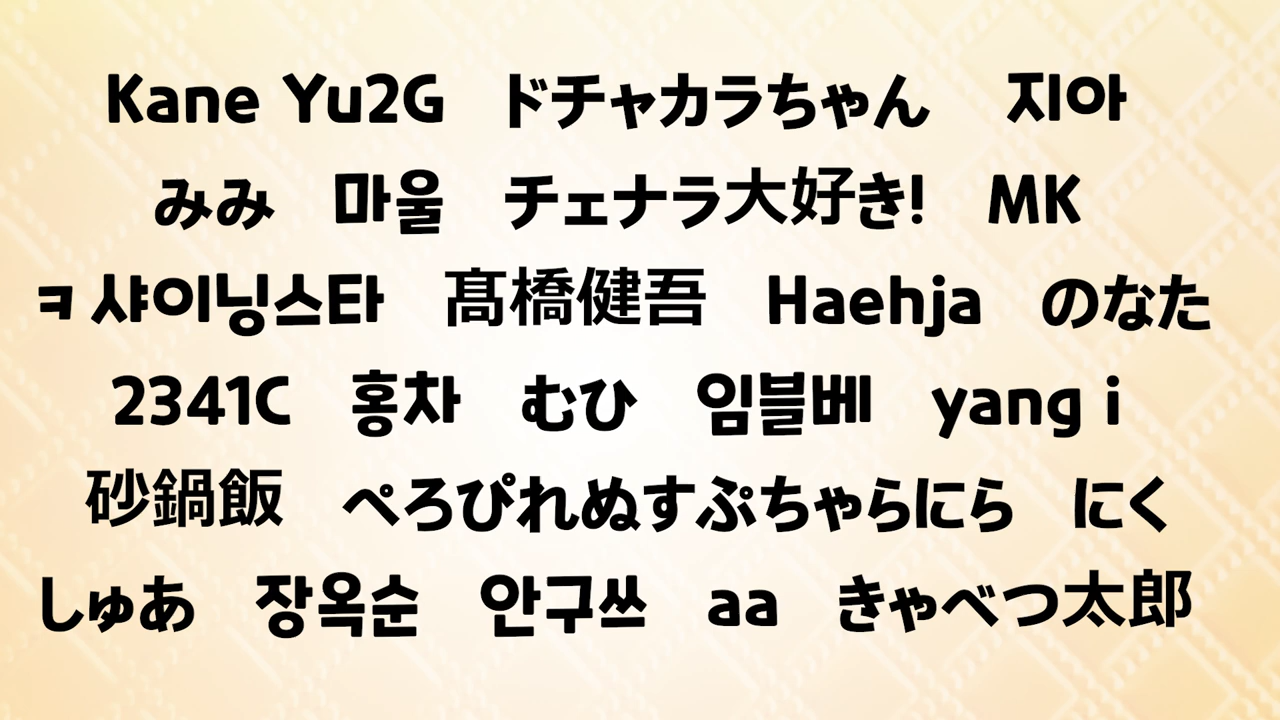 Kane Yu2G ドチャカラちゃん 지아
みみ 마울 チェナラ大好き! MK
ㅋ 샤이닝스타 髙橋健吾 Haehja のなた
2341C 홍차 むひ 임블베 yang i
砂鍋飯 ぺろぴれぬすぷちゃらにら にく
しゅあ 장옥순 안구쓰 aa きゃべつ太郎